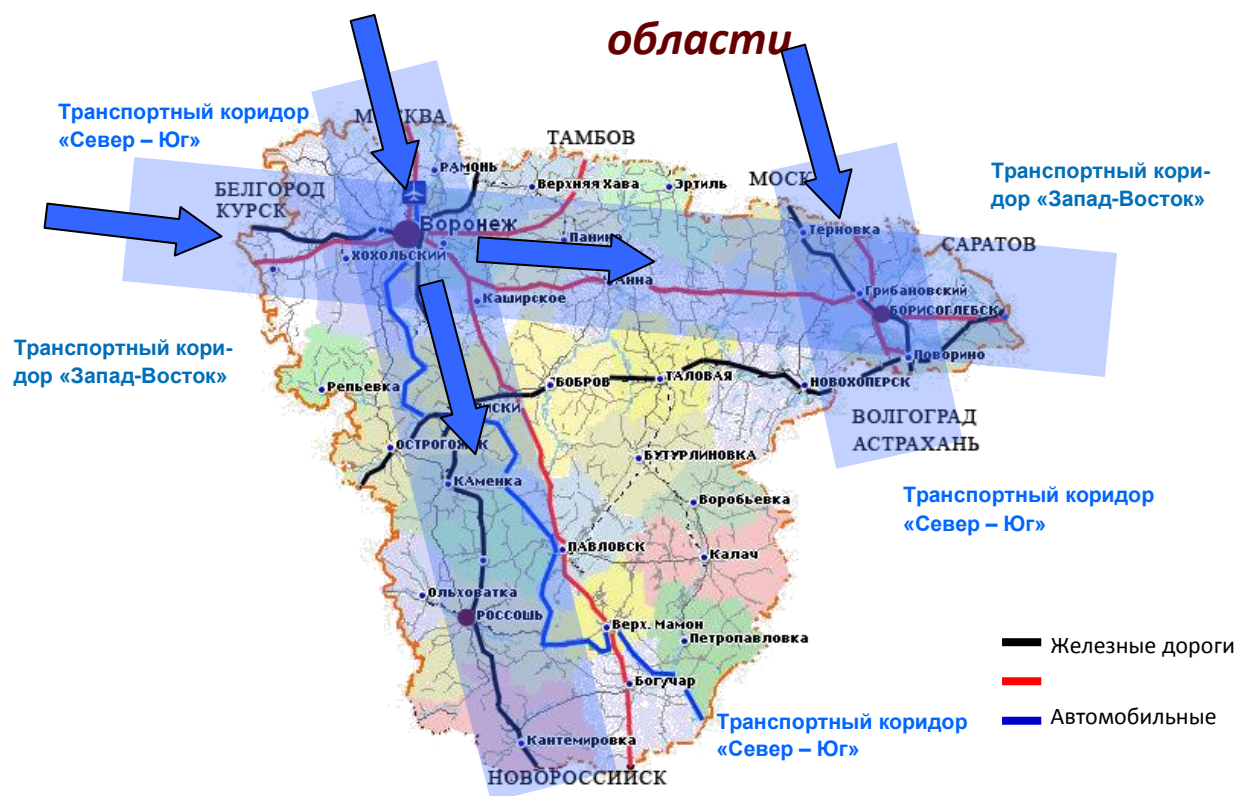 области
Транспортный коридор
«Север – Юг»
МОСКВА
ТАМБОВ
РАМОНЬ
Верхняя Хава
Эртиль
МОСК
Транспортный кори-
дор «Запад-Восток»
БЕЛГОРОД
КУРСК
Воронеж
Панино
Терновка
САРАТОВ
ХОХОЛЬСКИЙ
Анна
Грибановский
Каширское
БОРИСОГЛЕБСК
Транспортный кори-
дор «Запад-Восток»
Поворино
Репьевка
БОБРОВ
ТАЛОВАЯ
НОВОХОПЕРСК
ИСКИ
ВОЛГОГРАД
АСТРАХАНЬ
ОСТРОГОЖСК
БУТУРЛИНОВКА
КАменка
Воробьевка
Транспортный коридор
«Север – Юг»
ПАВЛОВСК
Калач
Ольховатка
РОССОШЬ
Верх. Мамон
Петропавловка
Железные дороги
Богучар
Автомобильные
Транспортный коридор
«Север – Юг»
Кантемировка
НОВОРОССИЙСК